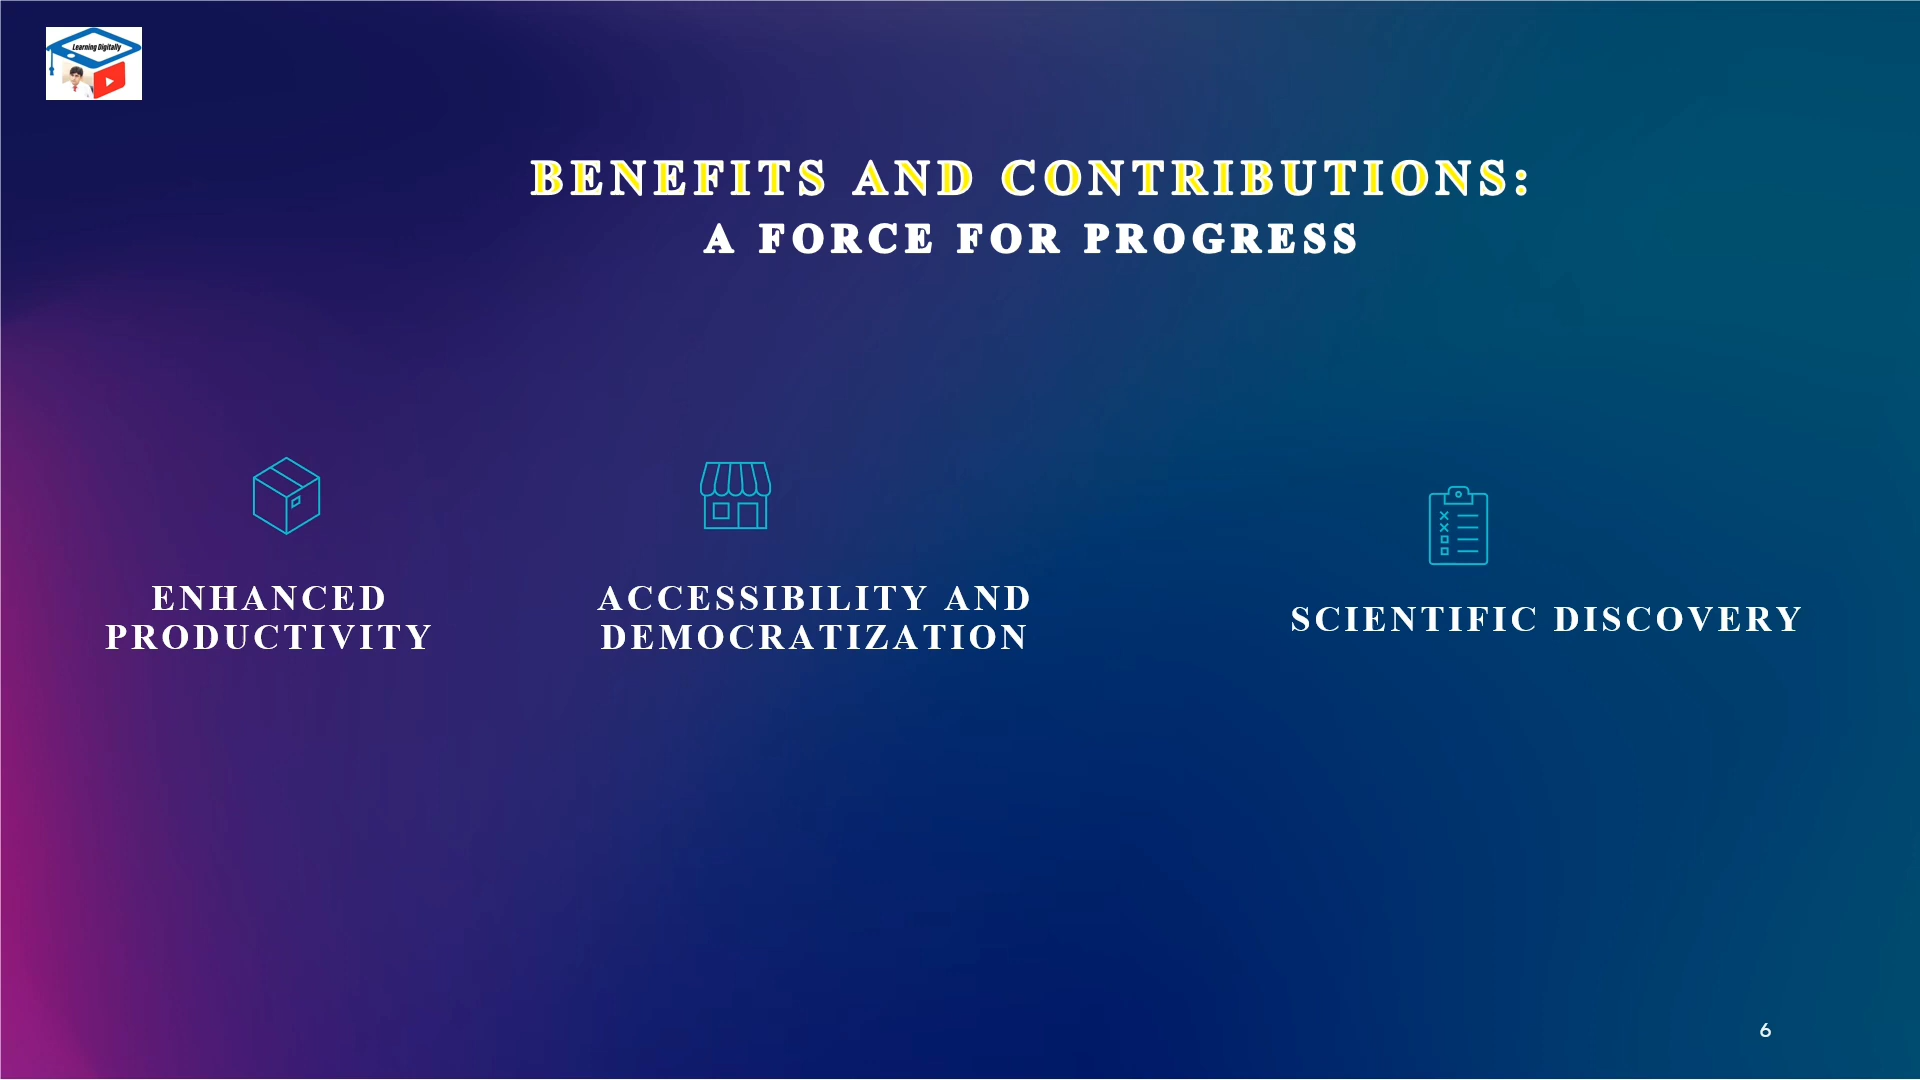 Learning Digitally
BENEFITS AND CONTRIBUTIONS:
A FORCE FOR PROGRESS
ENHANCED
PRODUCTIVITY
ACCESSIBILITY AND
DEMOCRATIZATION
SCIENTIFIC DISCOVERY
6